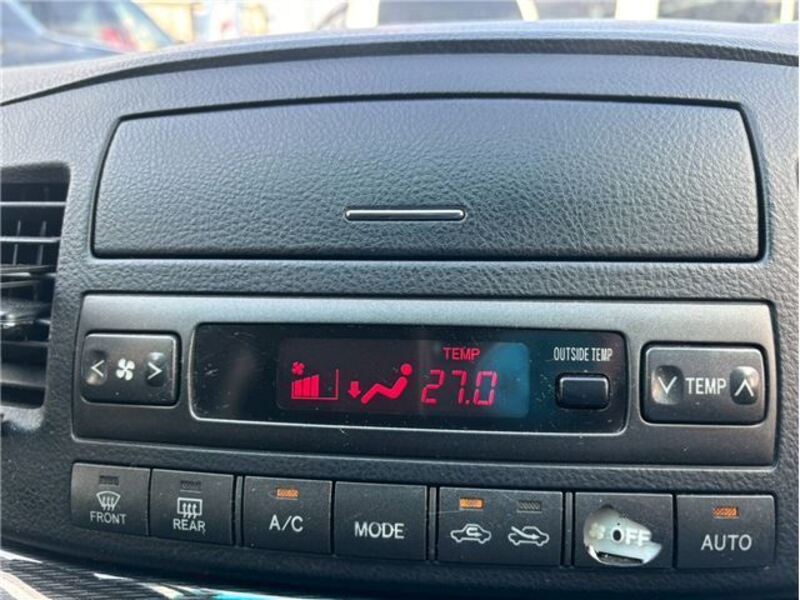 TEMP
OUTSIDE TEMP
27.0
TEMP
FRONT
REAR
A/C
MODE
OFF
AUTO